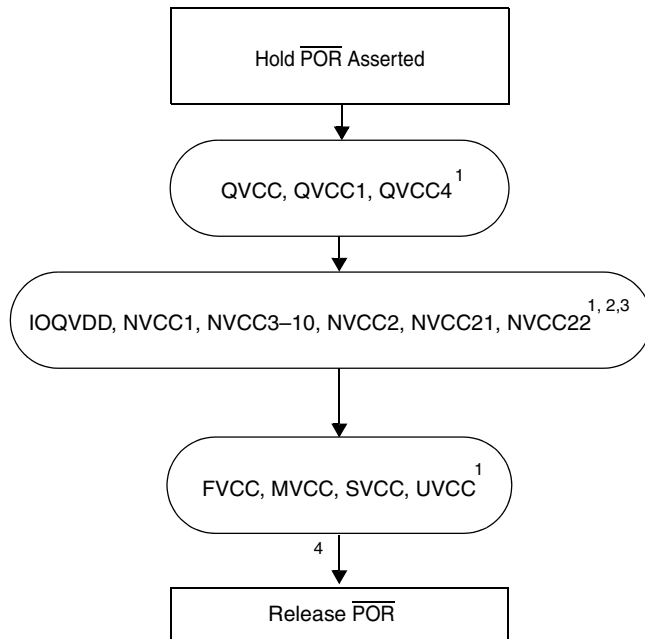 Hold POR Asserted
QVCC, QVCC1, QVCC4 1
IOQVDD, NVCC1, NVCC3–10, NVCC2, NVCC21, NVCC22 1, 2,3
FVCC, MVCC, SVCC, UVCC 1
4
Release POR